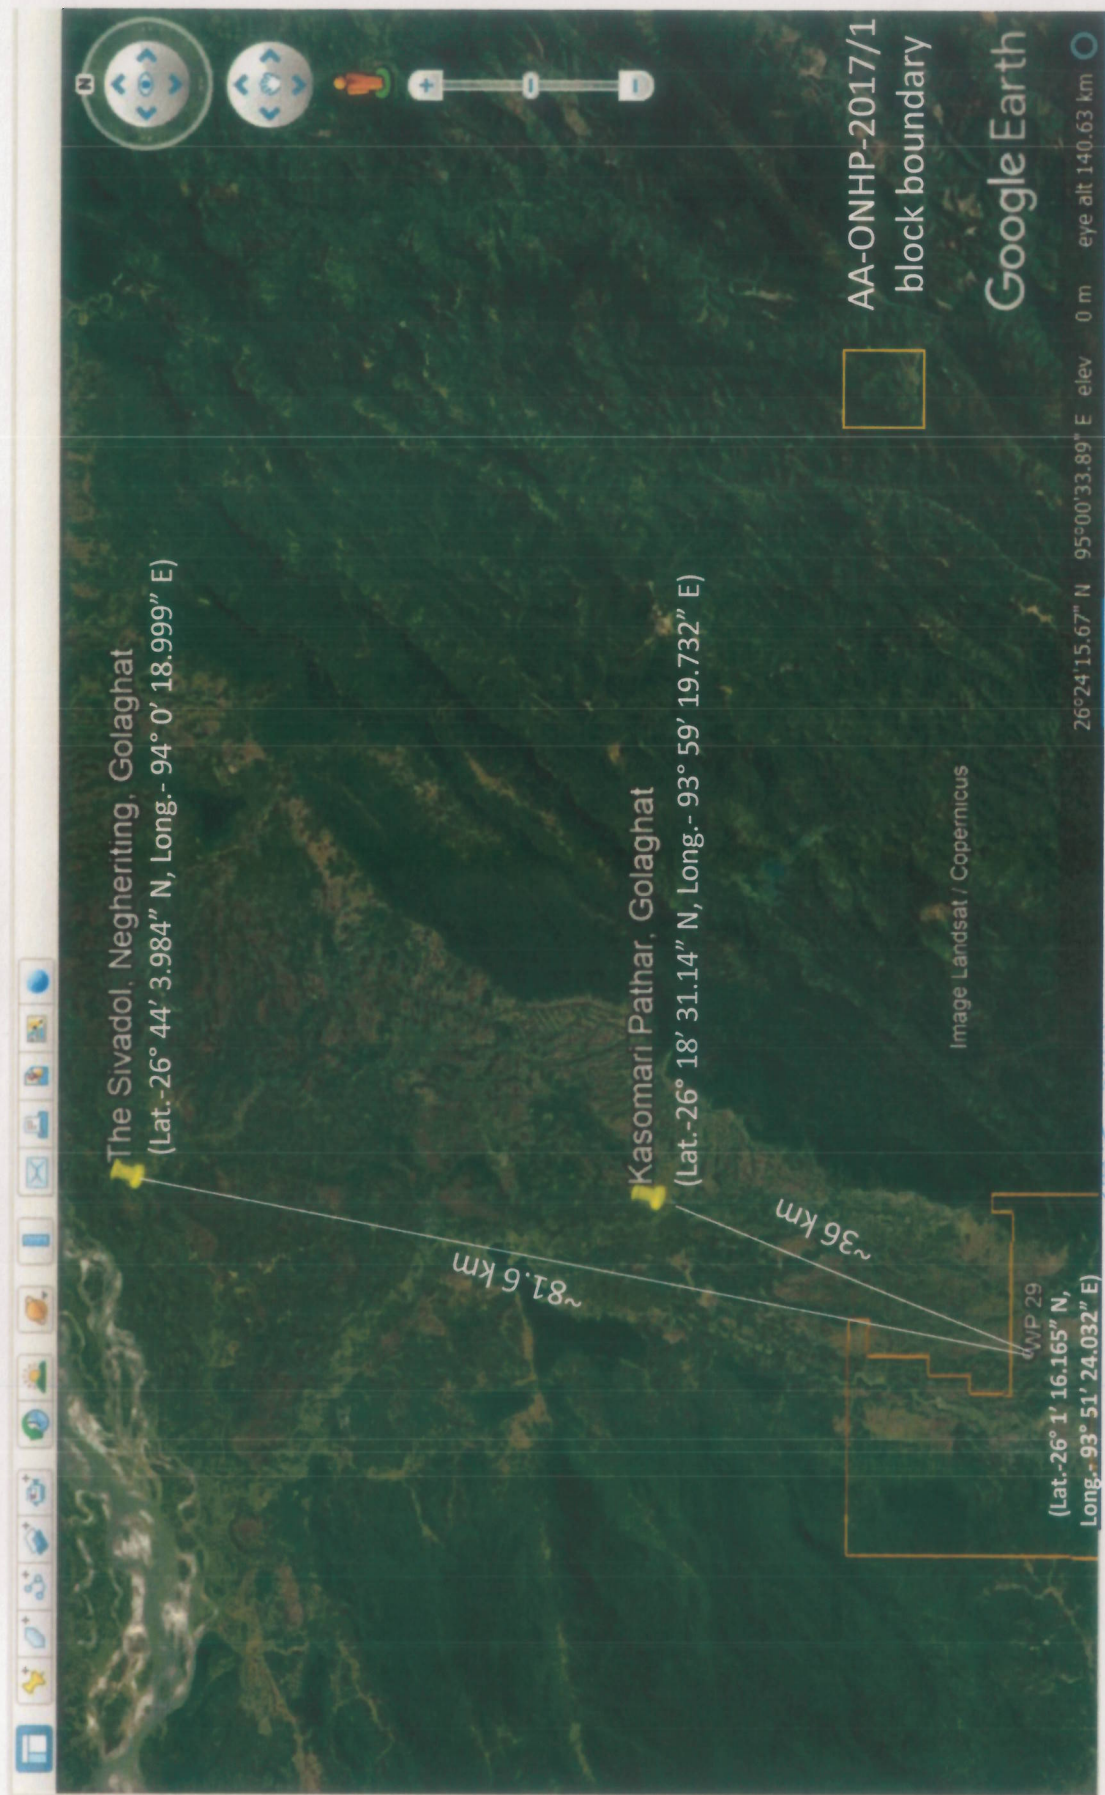 N
The Sivadol, Negheriting, Golaghat
(Lat.-26° 44’ 3.984” N, Long.- 94° 0’ 18.999” E)
~81.6 km
Kasomari Pathar, Golaghat
(Lat.-26° 18’ 31.14” N, Long.- 93° 59’ 19.732” E)
~36 km
WP 29
(Lat.-26° 1’ 16.165” N,
Long.- 93° 51’ 24.032” E)
AA-ONHP-2017/1
block boundary
Image Landsat / Copernicus
Google Earth
26°24'15.67" N 95°00'33.89" E elev 0 m eye alt 140.63 km